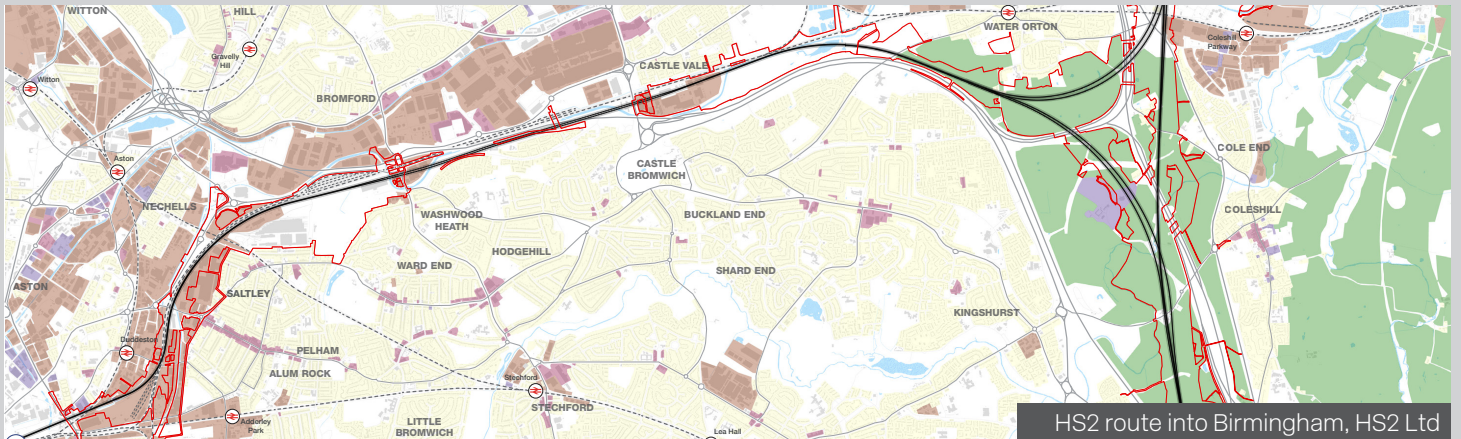 WITTON
HILL
Gravelly
Hill
Witton
BROMFORD
CASTLE VALE
WATER ORTON
Coleshill
Parkway
Aston
NECHELLS
CASTLE
BROMWICH
COLE END
WASHWOOD
HEATH
BUCKLAND END
COLESHILL
HODGEHILL
WARD END
SHARD END
ASTON
SALTLEY
KINGSHURST
Duddeston
PELHAM
ALUM ROCK
Stechford
STECHFORD
Adderley
Park
LITTLE
BROMWICH
Lea Hall
HS2 route into Birmingham, HS2 Ltd